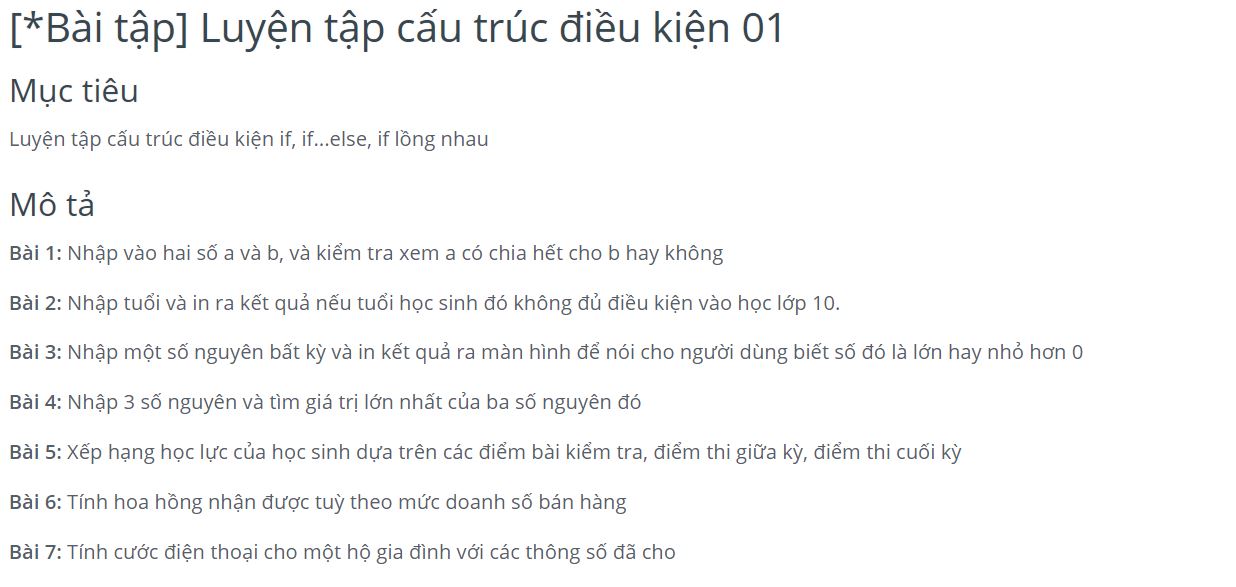 [*Bài tập] Luyện tập cấu trúc điều kiện 01
Mục tiêu
Luyện tập cấu trúc điều kiện if, if...else, if lồng nhau
Mô tả
Bài 1: Nhập vào hai số a và b, và kiểm tra xem a có chia hết cho b hay không
Bài 2: Nhập tuổi và in ra kết quả nếu tuổi học sinh đó không đủ điều kiện vào học lớp 10.
Bài 3: Nhập một số nguyên bất kỳ và in kết quả ra màn hình để nói cho người dùng biết số đó là lớn hay nhỏ hơn 0
Bài 4: Nhập 3 số nguyên và tìm giá trị lớn nhất của ba số nguyên đó
Bài 5: Xếp hạng học lực của học sinh dựa trên các điểm bài kiểm tra, điểm thi giữa kỳ, điểm thi cuối kỳ
Bài 6: Tính hoa hồng nhận được tuỳ theo mức doanh số bán hàng
Bài 7: Tính cước điện thoại cho một hộ gia đình với các thông số đã cho